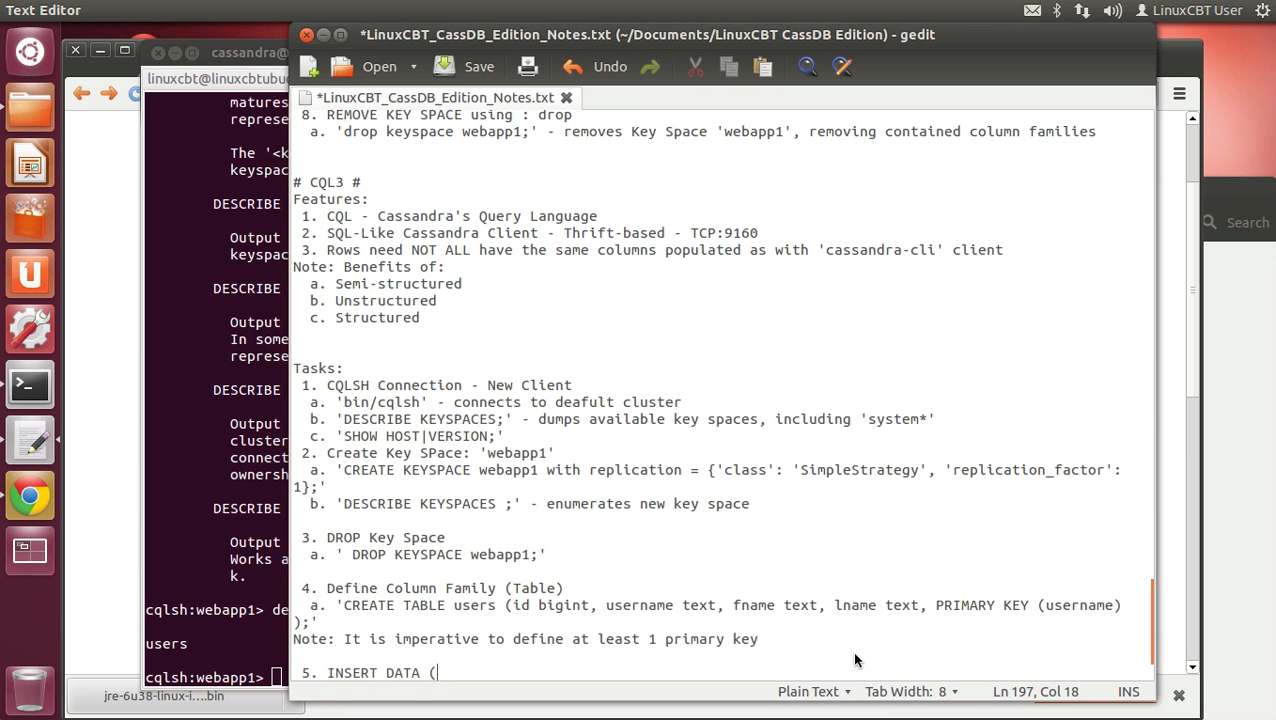 Text Editor
LinuxCBT User
cassandra@
*LinuxCBT_CassDB_Edition_Notes.txt (~/Documents/LinuxCBT CassDB Edition) - gedit
linuxcbt@linuxcbtubu
Open
Save
Undo
*LinuxCBT_CassDB_Edition_Notes.txt
matures
represe
The '<k
keyspac
DESCRIBE
Output
keyspac
DESCRIBE
Output
In some
represe
DESCRIBE
Output
cluster
connect
ownersh
DESCRIBE
Output
Works a
k.
cqlsh:webapp1> de
users
cqlsh:webapp1>
8. REMOVE KEY SPACE using : drop
a. 'drop keyspace webapp1;' - removes Key Space 'webapp1', removing contained column families
# CQL3 #
Features:
1. CQL - Cassandra's Query Language
2. SQL-Like Cassandra Client - Thrift-based - TCP:9160
3. Rows need NOT ALL have the same columns populated as with 'cassandra-cli' client
Note: Benefits of:
a. Semi-structured
b. Unstructured
c. Structured
Tasks:
1. CQLSH Connection - New Client
a. 'bin/cqlsh' - connects to deafult cluster
b. 'DESCRIBE KEYSPACES;' - dumps available key spaces, including 'system*'
c. 'SHOW HOST|VERSION;'
2. Create Key SPace: 'webapp1'
a. 'CREATE KEYSPACE webapp1 with replication = {'class': 'SimpleStrategy', 'replication_factor':
1};'
b. 'DESCRIBE KEYSPACES ;' - enumerates new key space
3. DROP Key Space
a. ' DROP KEYSPACE webapp1;'
4. Define Column Family (Table)
a. 'CREATE TABLE users (id bigint, username text, fname text, lname text, PRIMARY KEY (username)
);'
Note: It is imperative to define at least 1 primary key
5. INSERT DATA (
Plain Text
Tab Width: 8
Ln 197, Col 18
INS
Search
jre-6u38-linux-i....bin